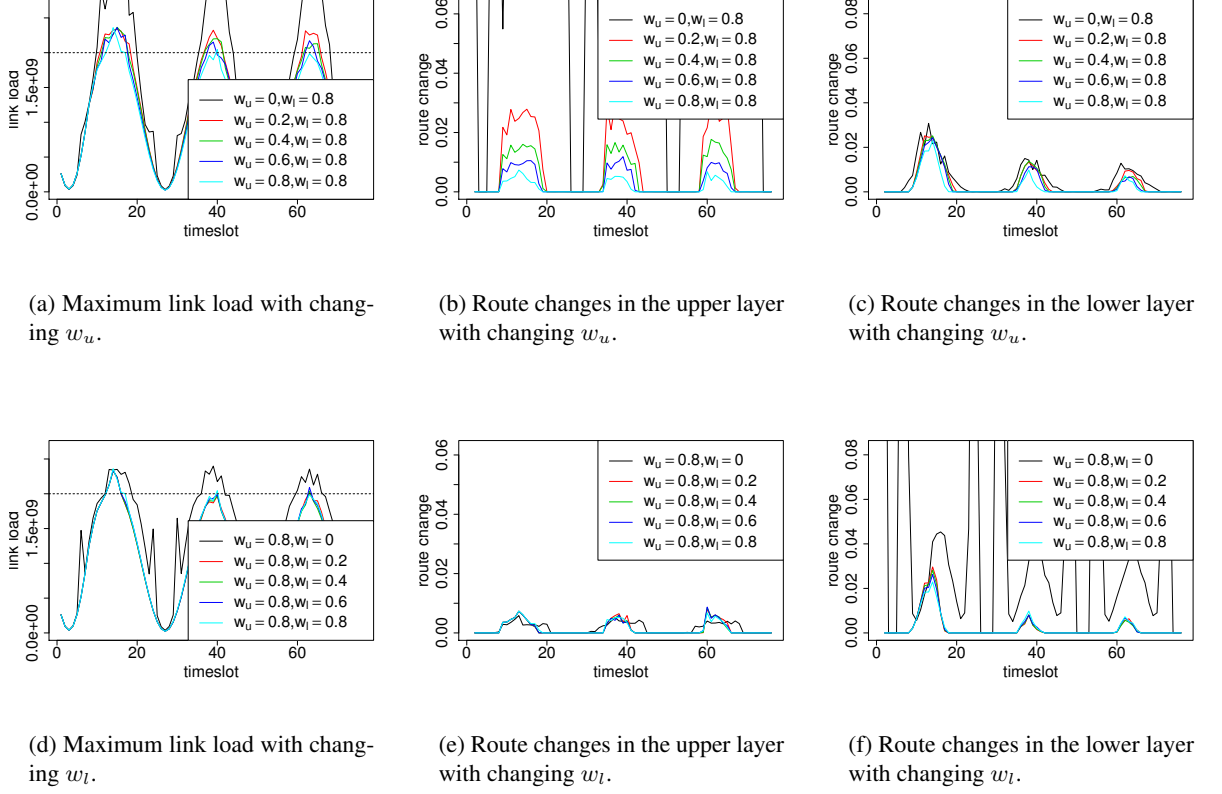 link load
0.0e+00
1.5e+09
w_u = 0,w_l = 0.8
w_u = 0.2,w_l = 0.8
w_u = 0.4,w_l = 0.8
w_u = 0.6,w_l = 0.8
w_u = 0.8,w_l = 0.8
0 20 40 60
timeslot
route change
0.00 0.02 0.04 0.06
w_u = 0,w_l = 0.8
w_u = 0.2,w_l = 0.8
w_u = 0.4,w_l = 0.8
w_u = 0.6,w_l = 0.8
w_u = 0.8,w_l = 0.8
0 20 40 60
timeslot
route change
0.00 0.02 0.04 0.06 0.08
w_u = 0,w_l = 0.8
w_u = 0.2,w_l = 0.8
w_u = 0.4,w_l = 0.8
w_u = 0.6,w_l = 0.8
w_u = 0.8,w_l = 0.8
0 20 40 60
timeslot
(a) Maximum link load with chang-
ing w_u.
(b) Route changes in the upper layer
with changing w_u.
(c) Route changes in the lower layer
with changing w_u.
link load
0.0e+00
1.5e+09
w_u = 0.8,w_l = 0
w_u = 0.8,w_l = 0.2
w_u = 0.8,w_l = 0.4
w_u = 0.8,w_l = 0.6
w_u = 0.8,w_l = 0.8
0 20 40 60
timeslot
route change
0.00 0.02 0.04 0.06
w_u = 0.8,w_l = 0
w_u = 0.8,w_l = 0.2
w_u = 0.8,w_l = 0.4
w_u = 0.8,w_l = 0.6
w_u = 0.8,w_l = 0.8
0 20 40 60
timeslot
route change
0.00 0.02 0.04 0.06 0.08
w_u = 0.8,w_l = 0
w_u = 0.8,w_l = 0.2
w_u = 0.8,w_l = 0.4
w_u = 0.8,w_l = 0.6
w_u = 0.8,w_l = 0.8
0 20 40 60
timeslot
(d) Maximum link load with chang-
ing w_l.
(e) Route changes in the upper layer
with changing w_l.
(f) Route changes in the lower layer
with changing w_l.